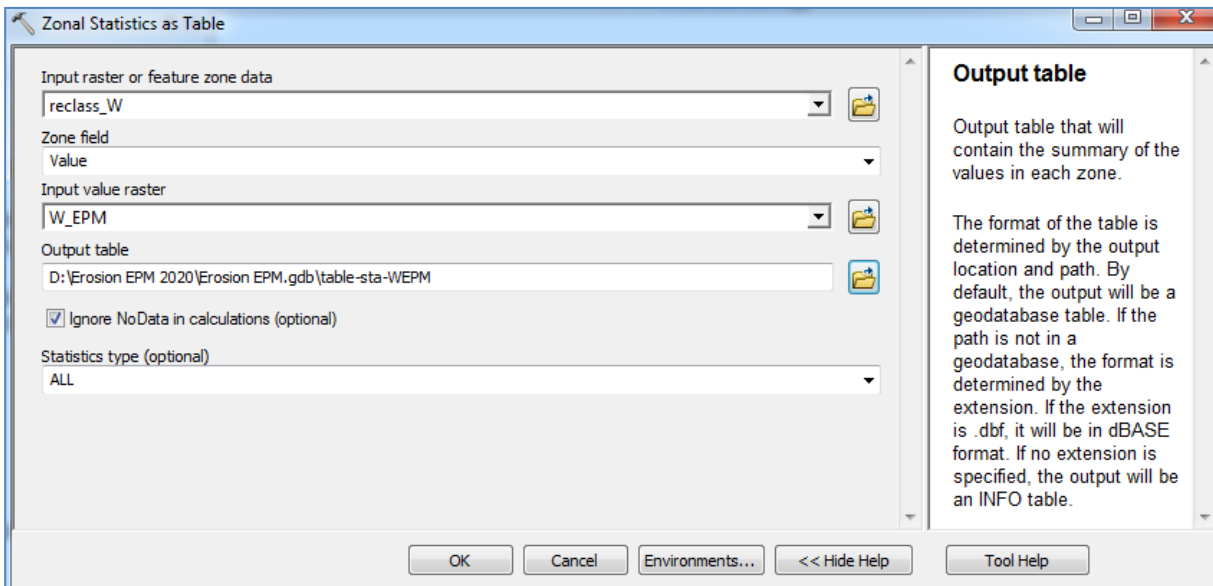 Zonal Statistics as Table
Input raster or feature zone data
reclass_W
Zone field
Value
Input value raster
W_EPM
Output table
D:\Erosion EPM 2020\Erosion EPM.gdb\table-sta-WEPM
Ignore NoData in calculations (optional)
Statistics type (optional)
ALL
Output table
Output table that will
contain the summary of the
values in each zone.
The format of the table is
determined by the output
location and path. By
default, the output will be a
geodatabase table. If the
path is not in a
geodatabase, the format is
determined by the
extension. If the extension
is .dbf, it will be in dBASE
format. If no extension is
specified, the output will be
an INFO table.
OK
Cancel
Environments...
<< Hide Help
Tool Help